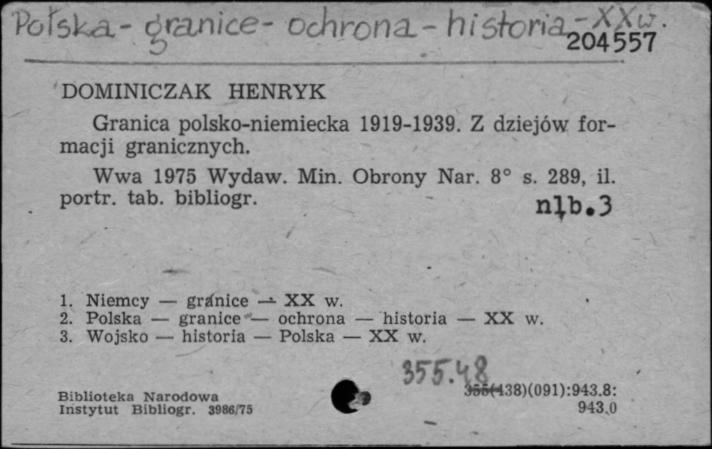 Polska - granice - ochrona - historia - XX w.
204557
DOMINICZAK HENRYK
Granica polsko-niemiecka 1919-1939. Z dziejów for-
macji granicznych.
Wwa 1975 Wydaw. Min. Obrony Nar. 8° s. 289, il.
portr. tab. bibliogr.
nlb.3
1. Niemcy — granice — XX w.
2. Polska — granice — ochrona — historia — XX w.
3. Wojsko — historia — Polska — XX w.
355.48
355(438)(091):943.8:
943.0
Biblioteka Narodowa
Instytut Bibliogr. 3986/75